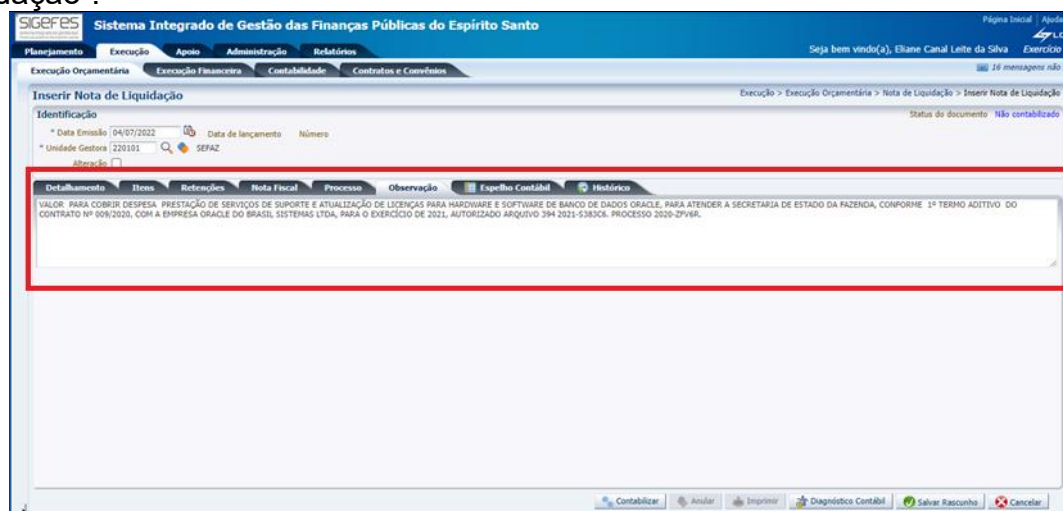 dação".
SIGEFES
Sistema Integrado de Gestão das Finanças Públicas do Espírito Santo
Página Inicial Ajuda
Planejamento Execução Apoio Administração Relatórios
Seja bem vindo(a), Eliane Canal Leite da Silva Exercício
Execução Orçamentária Execução Financeira Contabilidade Contratos e Convênios
16 mensagens não
Inserir Nota de Liquidação
Execução > Execução Orçamentária > Nota de Liquidação > Inserir Nota de Liquidação
Identificação
Status do documento Não contabilizado
* Data Emissão 04/07/2022 Data de lançamento Número
* Unidade Gestora 220101 SEFAZ
Alteração
Detalhamento Itens Retenções Nota Fiscal Processo Observação Espelho Contábil Histórico
VALOR PARA COBRIR DESPESA PRESTAÇÃO DE SERVIÇOS DE SUPORTE E ATUALIZAÇÃO DE LICENÇAS PARA HARDWARE E SOFTWARE DE BANCO DE DADOS ORACLE, PARA ATENDER A SECRETARIA DE ESTADO DA FAZENDA, CONFORME 1º TERMO ADITIVO DO
CONTRATO Nº 009/2020, COM A EMPRESA ORACLE DO BRASIL SISTEMAS LTDA, PARA O EXERCÍCIO DE 2021, AUTORIZADO ARQUIVO 394 2021-S383C6. PROCESSO 2020-ZFV6R.
Contabilizar Anular Imprimir Diagnóstico Contábil Salvar Rascunho Cancelar